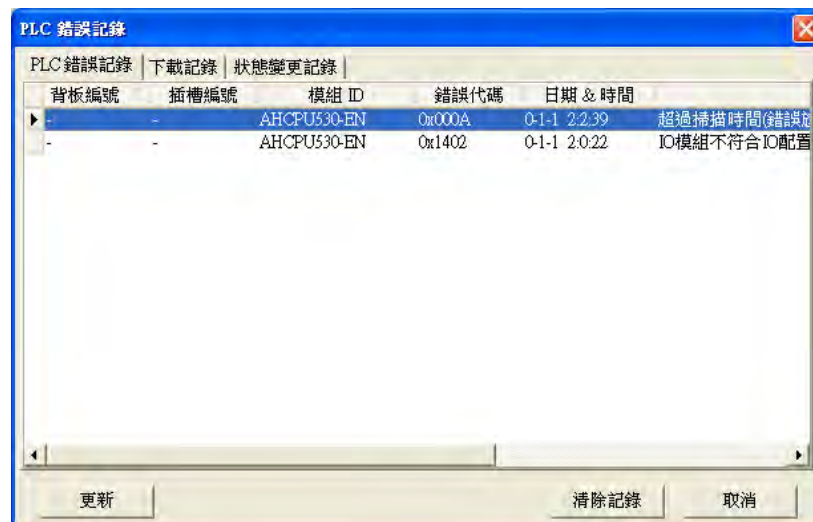 PLC 錯誤記錄
PLC 錯誤記錄 下載記錄 狀態變更記錄
背板編號 插槽編號 模組 ID 錯誤代碼 日期 & 時間
- - AHCPU530-EN 0x000A 0-1-1 2:2:39 超過掃描時間(錯誤
- - AHCPU530-EN 0x1402 0-1-1 2:0:22 IO模組不符合IO配置
更新 清除記錄 取消